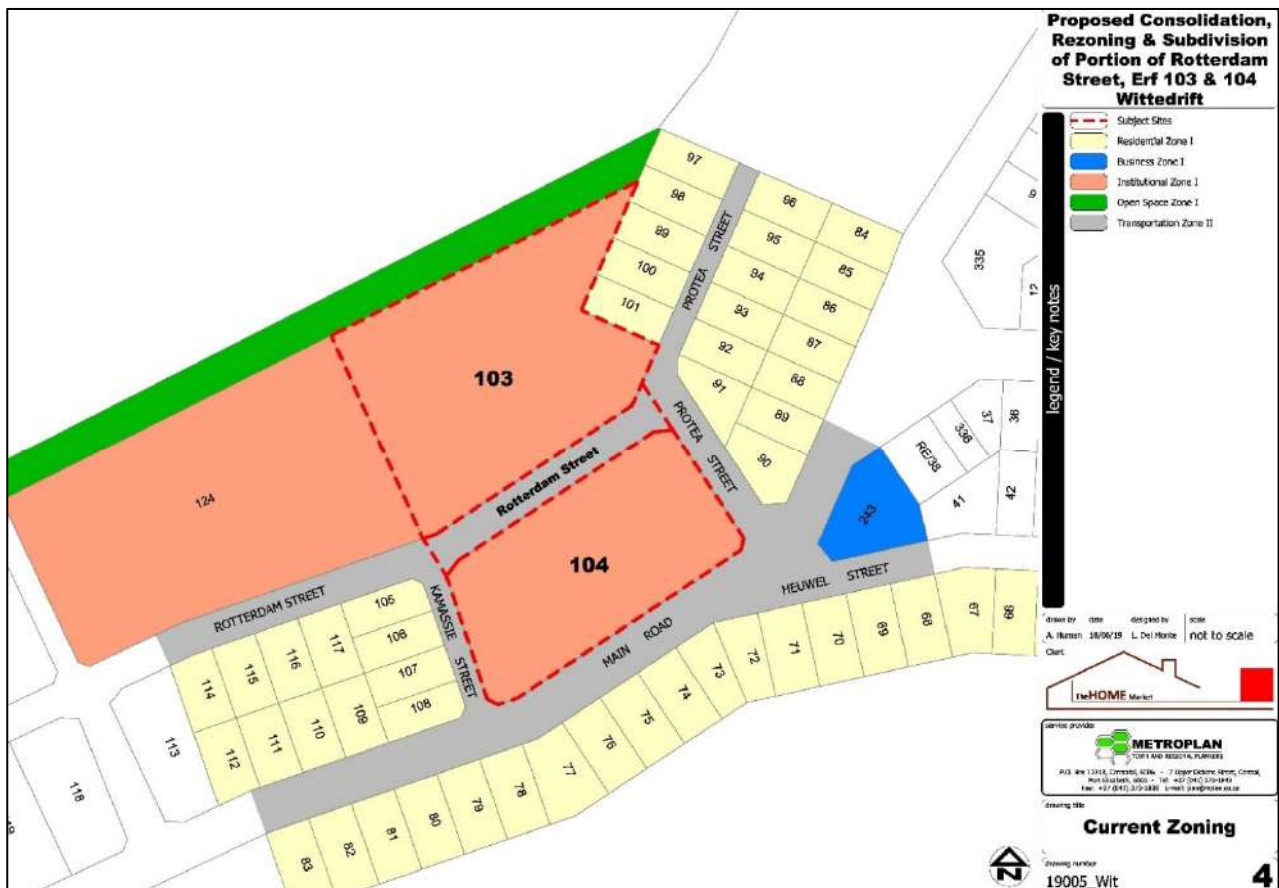 Proposed Consolidation,
Rezoning & Subdivision
of Portion of Rotterdam
Street, Erf 103 & 104
Wittedrift
legend / key notes
Subject Sites
Residential Zone I
Business Zone I
Institutional Zone I
Open Space Zone I
Transportation Zone II
97
98
99
100
101
PROTEA STREET
96
95
94
93
92
91
84
85
86
87
88
89
90
PROTEA STREET
335
12
9
103
Rotterdam Street
104
124
ROTTERDAM STREET
KAMASSIE STREET
MAIN ROAD
HEUWEL STREET
243
RE/38
336
37
36
41
42
105
106
107
108
117
116
115
114
109
110
111
112
113
118
83
82
81
80
79
78
77
76
75
74
73
72
71
70
69
68
67
66
drawn by date designed by scale
A. Human 18/06/19 L. Del Monte not to scale
Client
The HOME Market
service provider
METROPLAN
TOWN AND REGIONAL PLANNERS
drawing title
Current Zoning
drawing number
19005_Wit
4
N